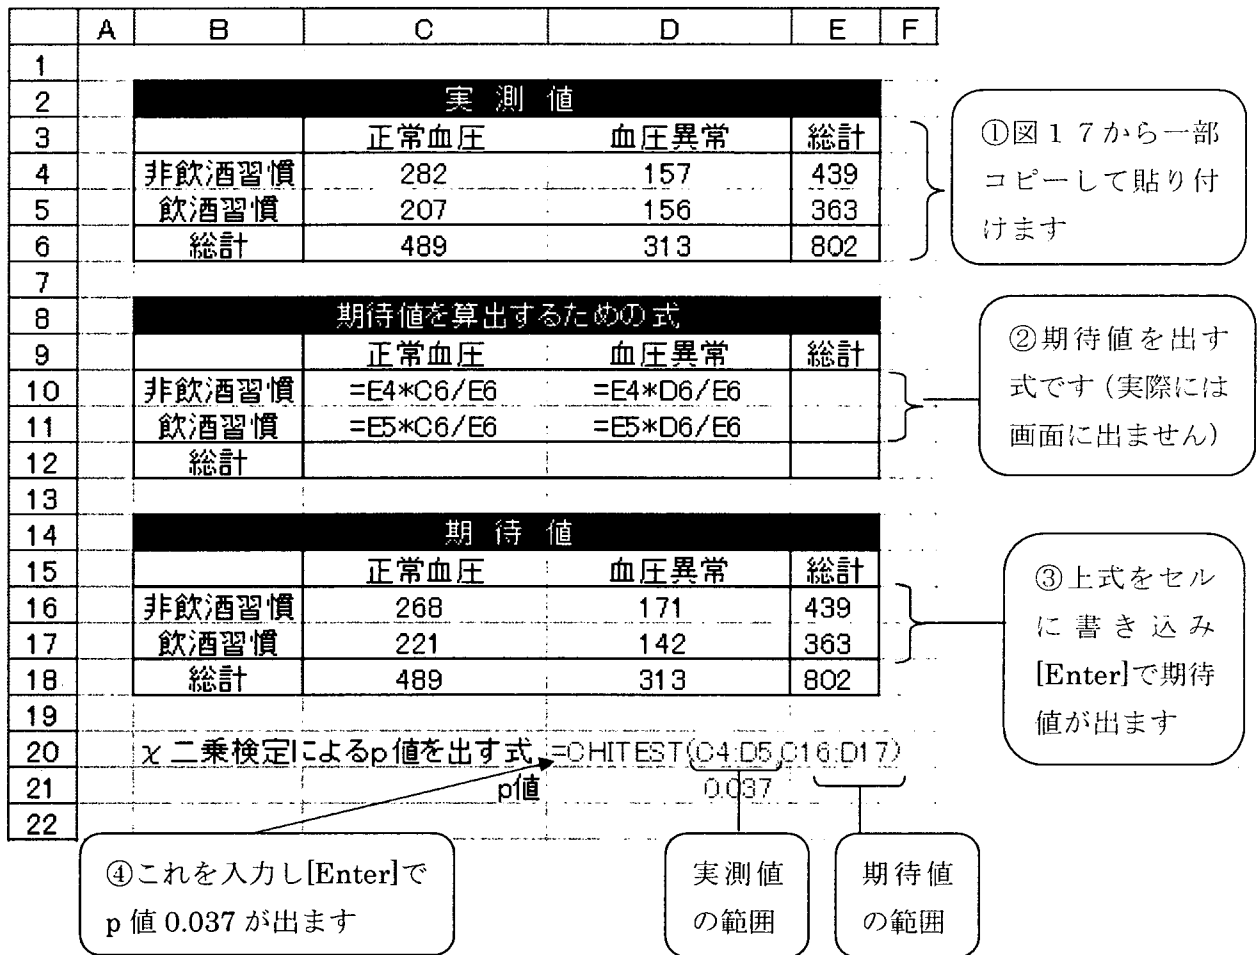 A B C D E F
1
2 実測値
3 正常血圧 血圧異常 総計
4 非飲酒習慣 282 157 439
5 飲酒習慣 207 156 363
6 総計 489 313 802
7
8 期待値を算出するための式
9 正常血圧 血圧異常 総計
10 非飲酒習慣 =E4*C6/E6 =E4*D6/E6
11 飲酒習慣 =E5*C6/E6 =E5*D6/E6
12 総計
13
14 期待値
15 正常血圧 血圧異常 総計
16 非飲酒習慣 268 171 439
17 飲酒習慣 221 142 363
18 総計 489 313 802
19
20 χ二乗検定によるp値を出す式 =CHITEST(C4:D5,C16:D17)
21 p値 0.037
22
①図17から一部
コピーして貼り付
けます
②期待値を出す
式です(実際には
画面に出ません)
③上式をセル
に書き込み
[Enter]で期待
値が出ます
④これを入力し[Enter]で
p値0.037が出ます
実測値
の範囲
期待値
の範囲